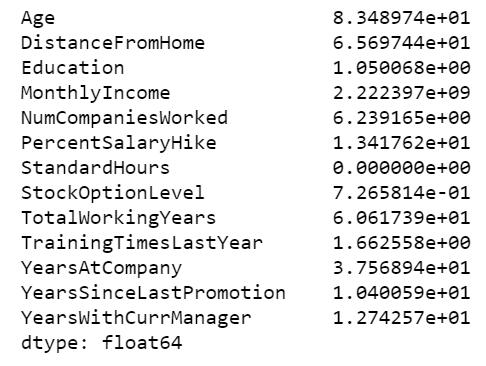 Age 8.348974e+01
DistanceFromHome 6.569744e+01
Education 1.050068e+00
MonthlyIncome 2.222397e+09
NumCompaniesWorked 6.239165e+00
PercentSalaryHike 1.341762e+01
StandardHours 0.000000e+00
StockOptionLevel 7.265814e-01
TotalWorkingYears 6.061739e+01
TrainingTimesLastYear 1.662558e+00
YearsAtCompany 3.756894e+01
YearsSinceLastPromotion 1.040059e+01
YearsWithCurrManager 1.274257e+01
dtype: float64